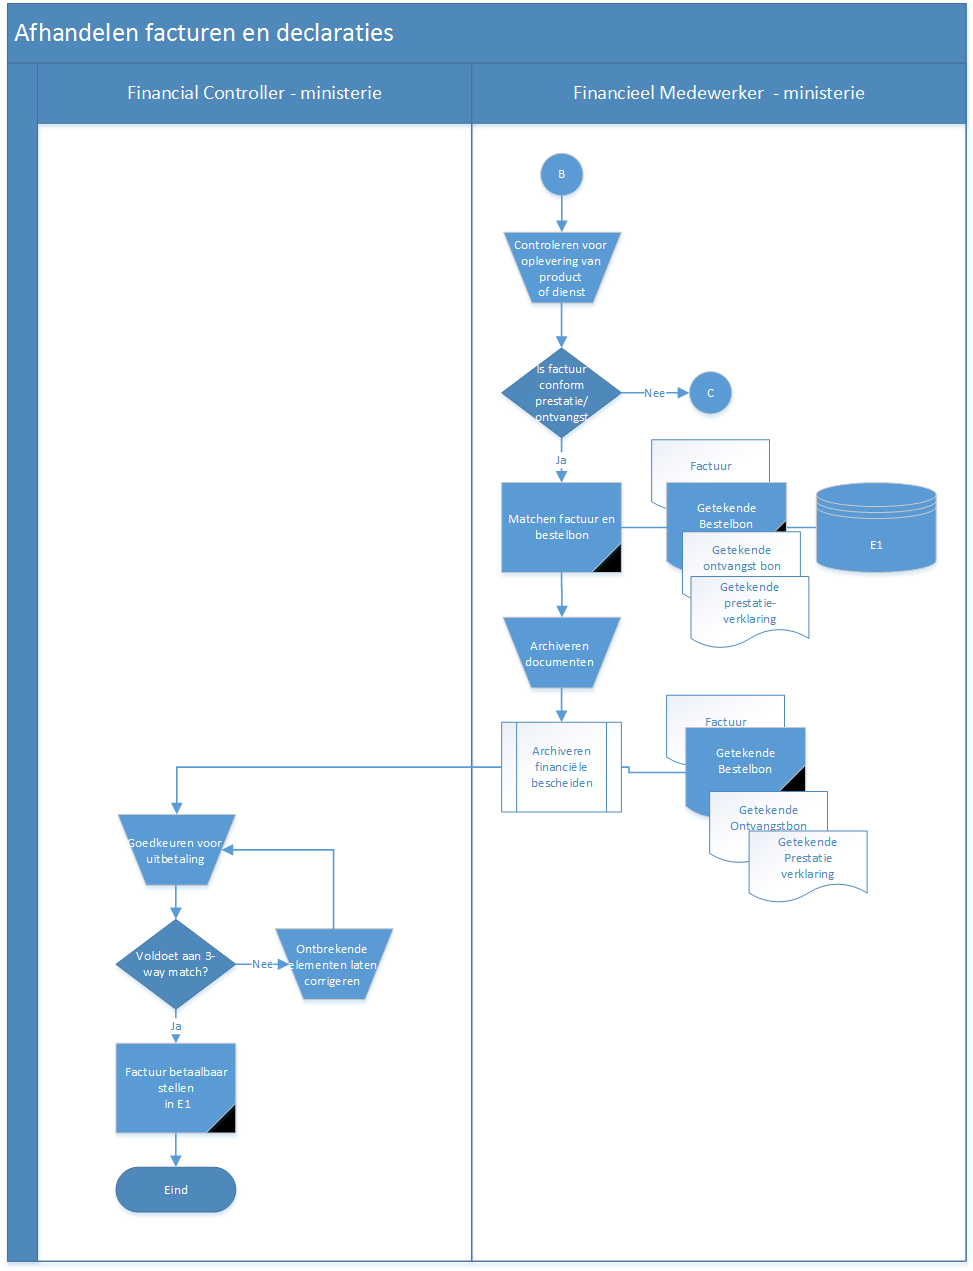 Afhandelen facturen en declaraties
Financial Controller - ministerie
Financieel Medewerker  - ministerie
B
Controleren voor
oplevering van
product
of dienst
Is factuur
conform
prestatie/
ontvangst
Nee
C
Ja
Matchen factuur en
bestelbon
Factuur
Getekende
Bestelbon
Getekende
ontvangst bon
Getekende
prestatie-
verklaring
E1
Archiveren
documenten
Archiveren
financiële
bescheiden
Factuur
Getekende
Bestelbon
Getekende
Ontvangstbon
Getekende
Prestatie
verklaring
Goedkeuren voor
uitbetaling
Voldoet aan 3-
way match?
Nee
Ontbrekende
elementen laten
corrigeren
Ja
Factuur betaalbaar
stellen
in E1
Eind